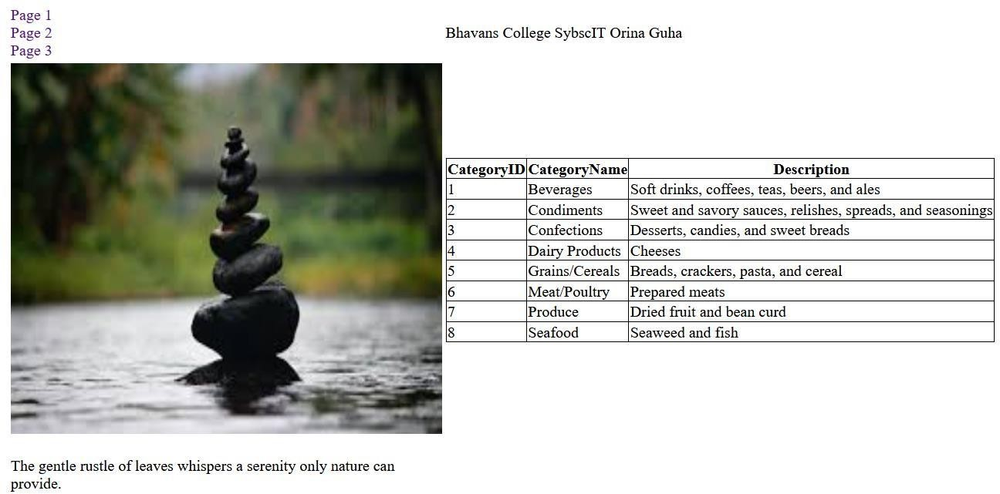 Page 1
Page 2
Page 3
Bhavans College SybscIT Orina Guha
CategoryID CategoryName Description
1 Beverages Soft drinks, coffees, teas, beers, and ales
2 Condiments Sweet and savory sauces, relishes, spreads, and seasonings
3 Confections Desserts, candies, and sweet breads
4 Dairy Products Cheeses
5 Grains/Cereals Breads, crackers, pasta, and cereal
6 Meat/Poultry Prepared meats
7 Produce Dried fruit and bean curd
8 Seafood Seaweed and fish
The gentle rustle of leaves whispers a serenity only nature can
provide.